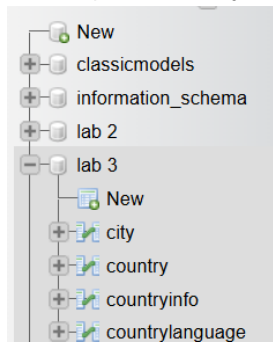 New
classicmodels
information_schema
lab 2
lab 3
New
city
country
countryinfo
countrylanguage